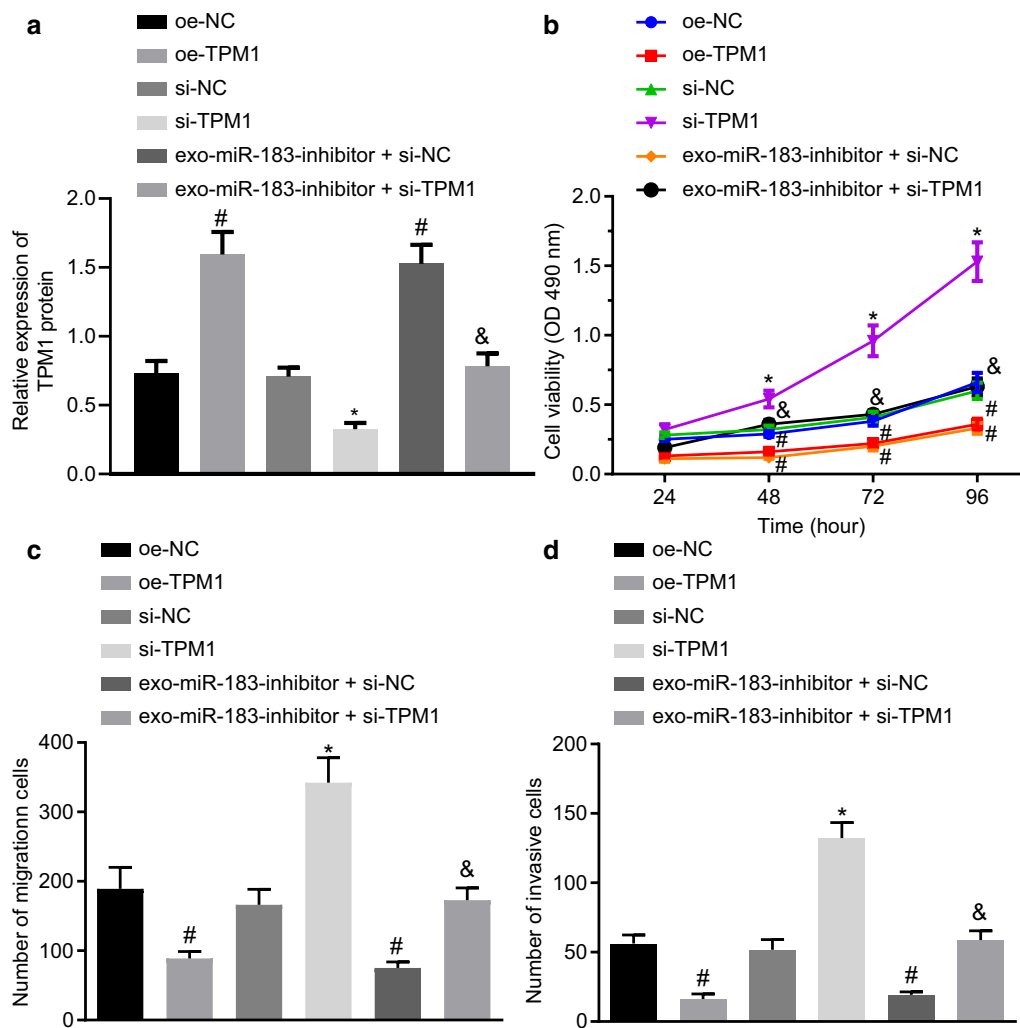 a
oe-NC
oe-TPM1
si-NC
si-TPM1
exo-miR-183-inhibitor + si-NC
exo-miR-183-inhibitor + si-TPM1
Relative expression of
TPM1 protein
2.0
1.5
1.0
0.5
0.0
#
*
#
&
b
oe-NC
oe-TPM1
si-NC
si-TPM1
exo-miR-183-inhibitor + si-NC
exo-miR-183-inhibitor + si-TPM1
Cell viability (OD 490 nm)
2.0
1.5
1.0
0.5
0.0
*
*
*
&
&
&
#
#
#
#
#
#
24 48 72 96
Time (hour)
c
oe-NC
oe-TPM1
si-NC
si-TPM1
exo-miR-183-inhibitor + si-NC
exo-miR-183-inhibitor + si-TPM1
Number of migrationn cells
400
300
200
100
0
#
*
#
&
d
oe-NC
oe-TPM1
si-NC
si-TPM1
exo-miR-183-inhibitor + si-NC
exo-miR-183-inhibitor + si-TPM1
Number of invasive cells
200
150
100
50
0
#
*
#
&